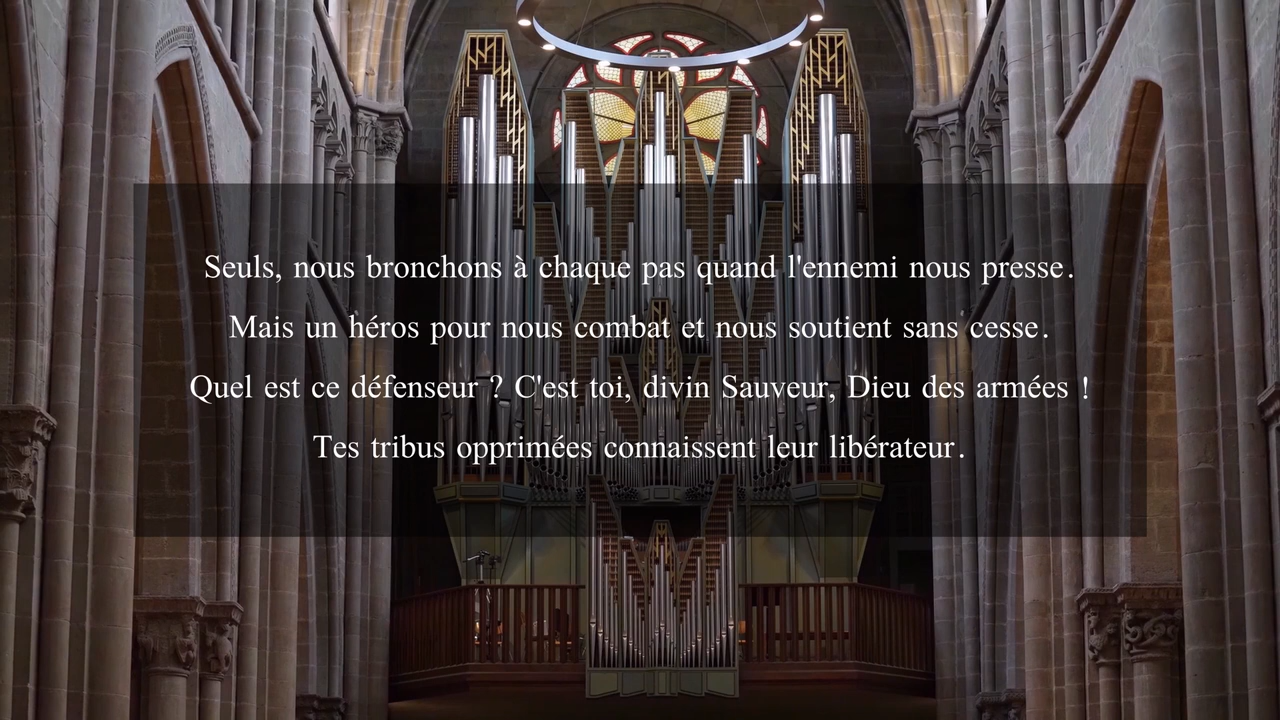 Seuls, nous bronchons à chaque pas quand l'ennemi nous presse.
Mais un héros pour nous combat et nous soutient sans cesse.
Quel est ce défenseur ? C'est toi, divin Sauveur, Dieu des armées !
Tes tribus opprimées connaissent leur libérateur.